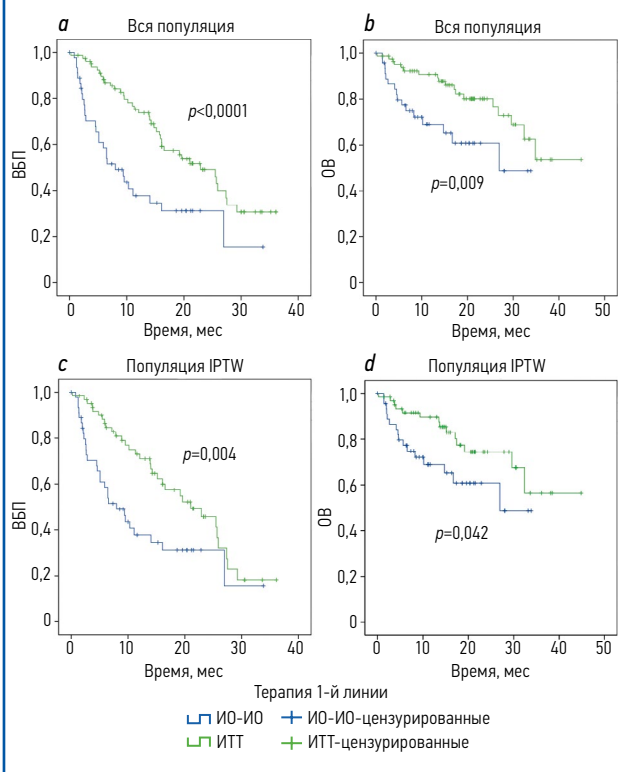 a Вся популяция
1,0
0,8
0,6
0,4
0,2
0
ВБП
p<0,0001
0 10 20 30 40
Время, мес
b Вся популяция
1,0
0,8
0,6
0,4
0,2
0
ОВ
p=0,009
0 10 20 30 40 50
Время, мес
c Популяция IPTW
1,0
0,8
0,6
0,4
0,2
0
ВБП
p=0,004
0 10 20 30 40
Время, мес
d Популяция IPTW
1,0
0,8
0,6
0,4
0,2
0
ОВ
p=0,042
0 10 20 30 40 50
Время, мес
Терапия 1-й линии
ИО-ИО ИО-ИО-цензурированные
ИТТ ИТТ-цензурированные